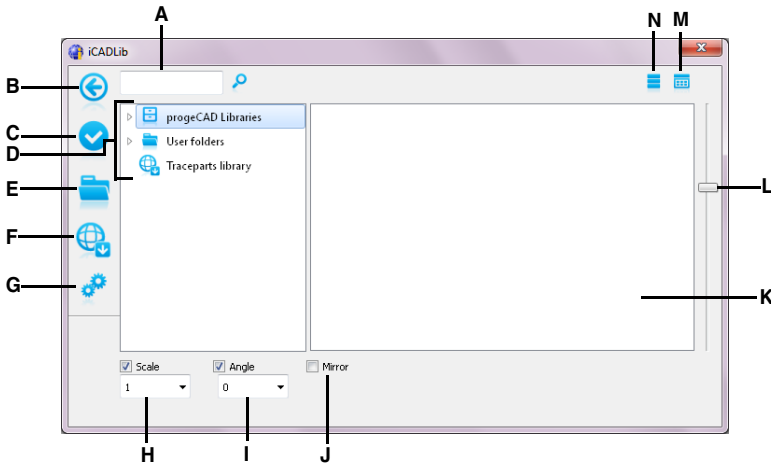 A
N
M
iCADLib
x
B
progeCAD Libraries
C
D
User folders
Traceparts library
E
L
F
G
K
Scale
Angle
Mirror
1
0
H
I
J